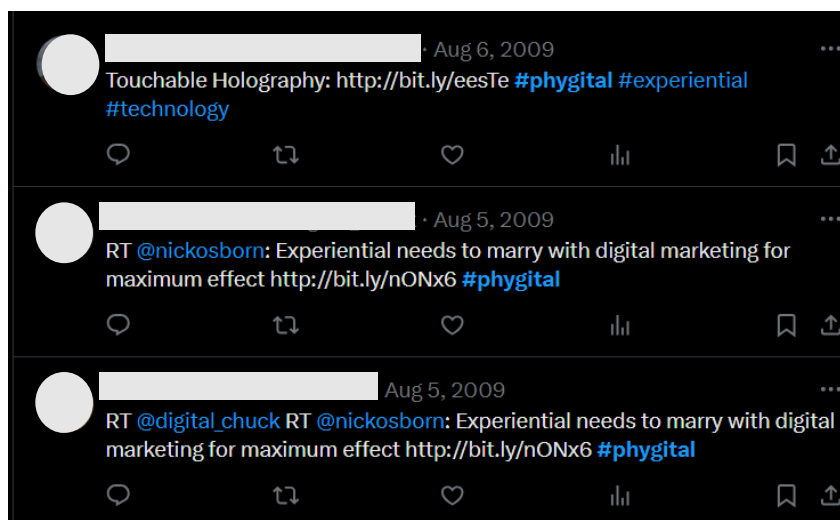 · Aug 6, 2009
Touchable Holography: http://bit.ly/eesTe #phygital #experiential
#technology
· Aug 5, 2009
RT @nickosborn: Experiential needs to marry with digital marketing for
maximum effect http://bit.ly/nONx6 #phygital
Aug 5, 2009
RT @digital_chuck RT @nickosborn: Experiential needs to marry with digital
marketing for maximum effect http://bit.ly/nONx6 #phygital